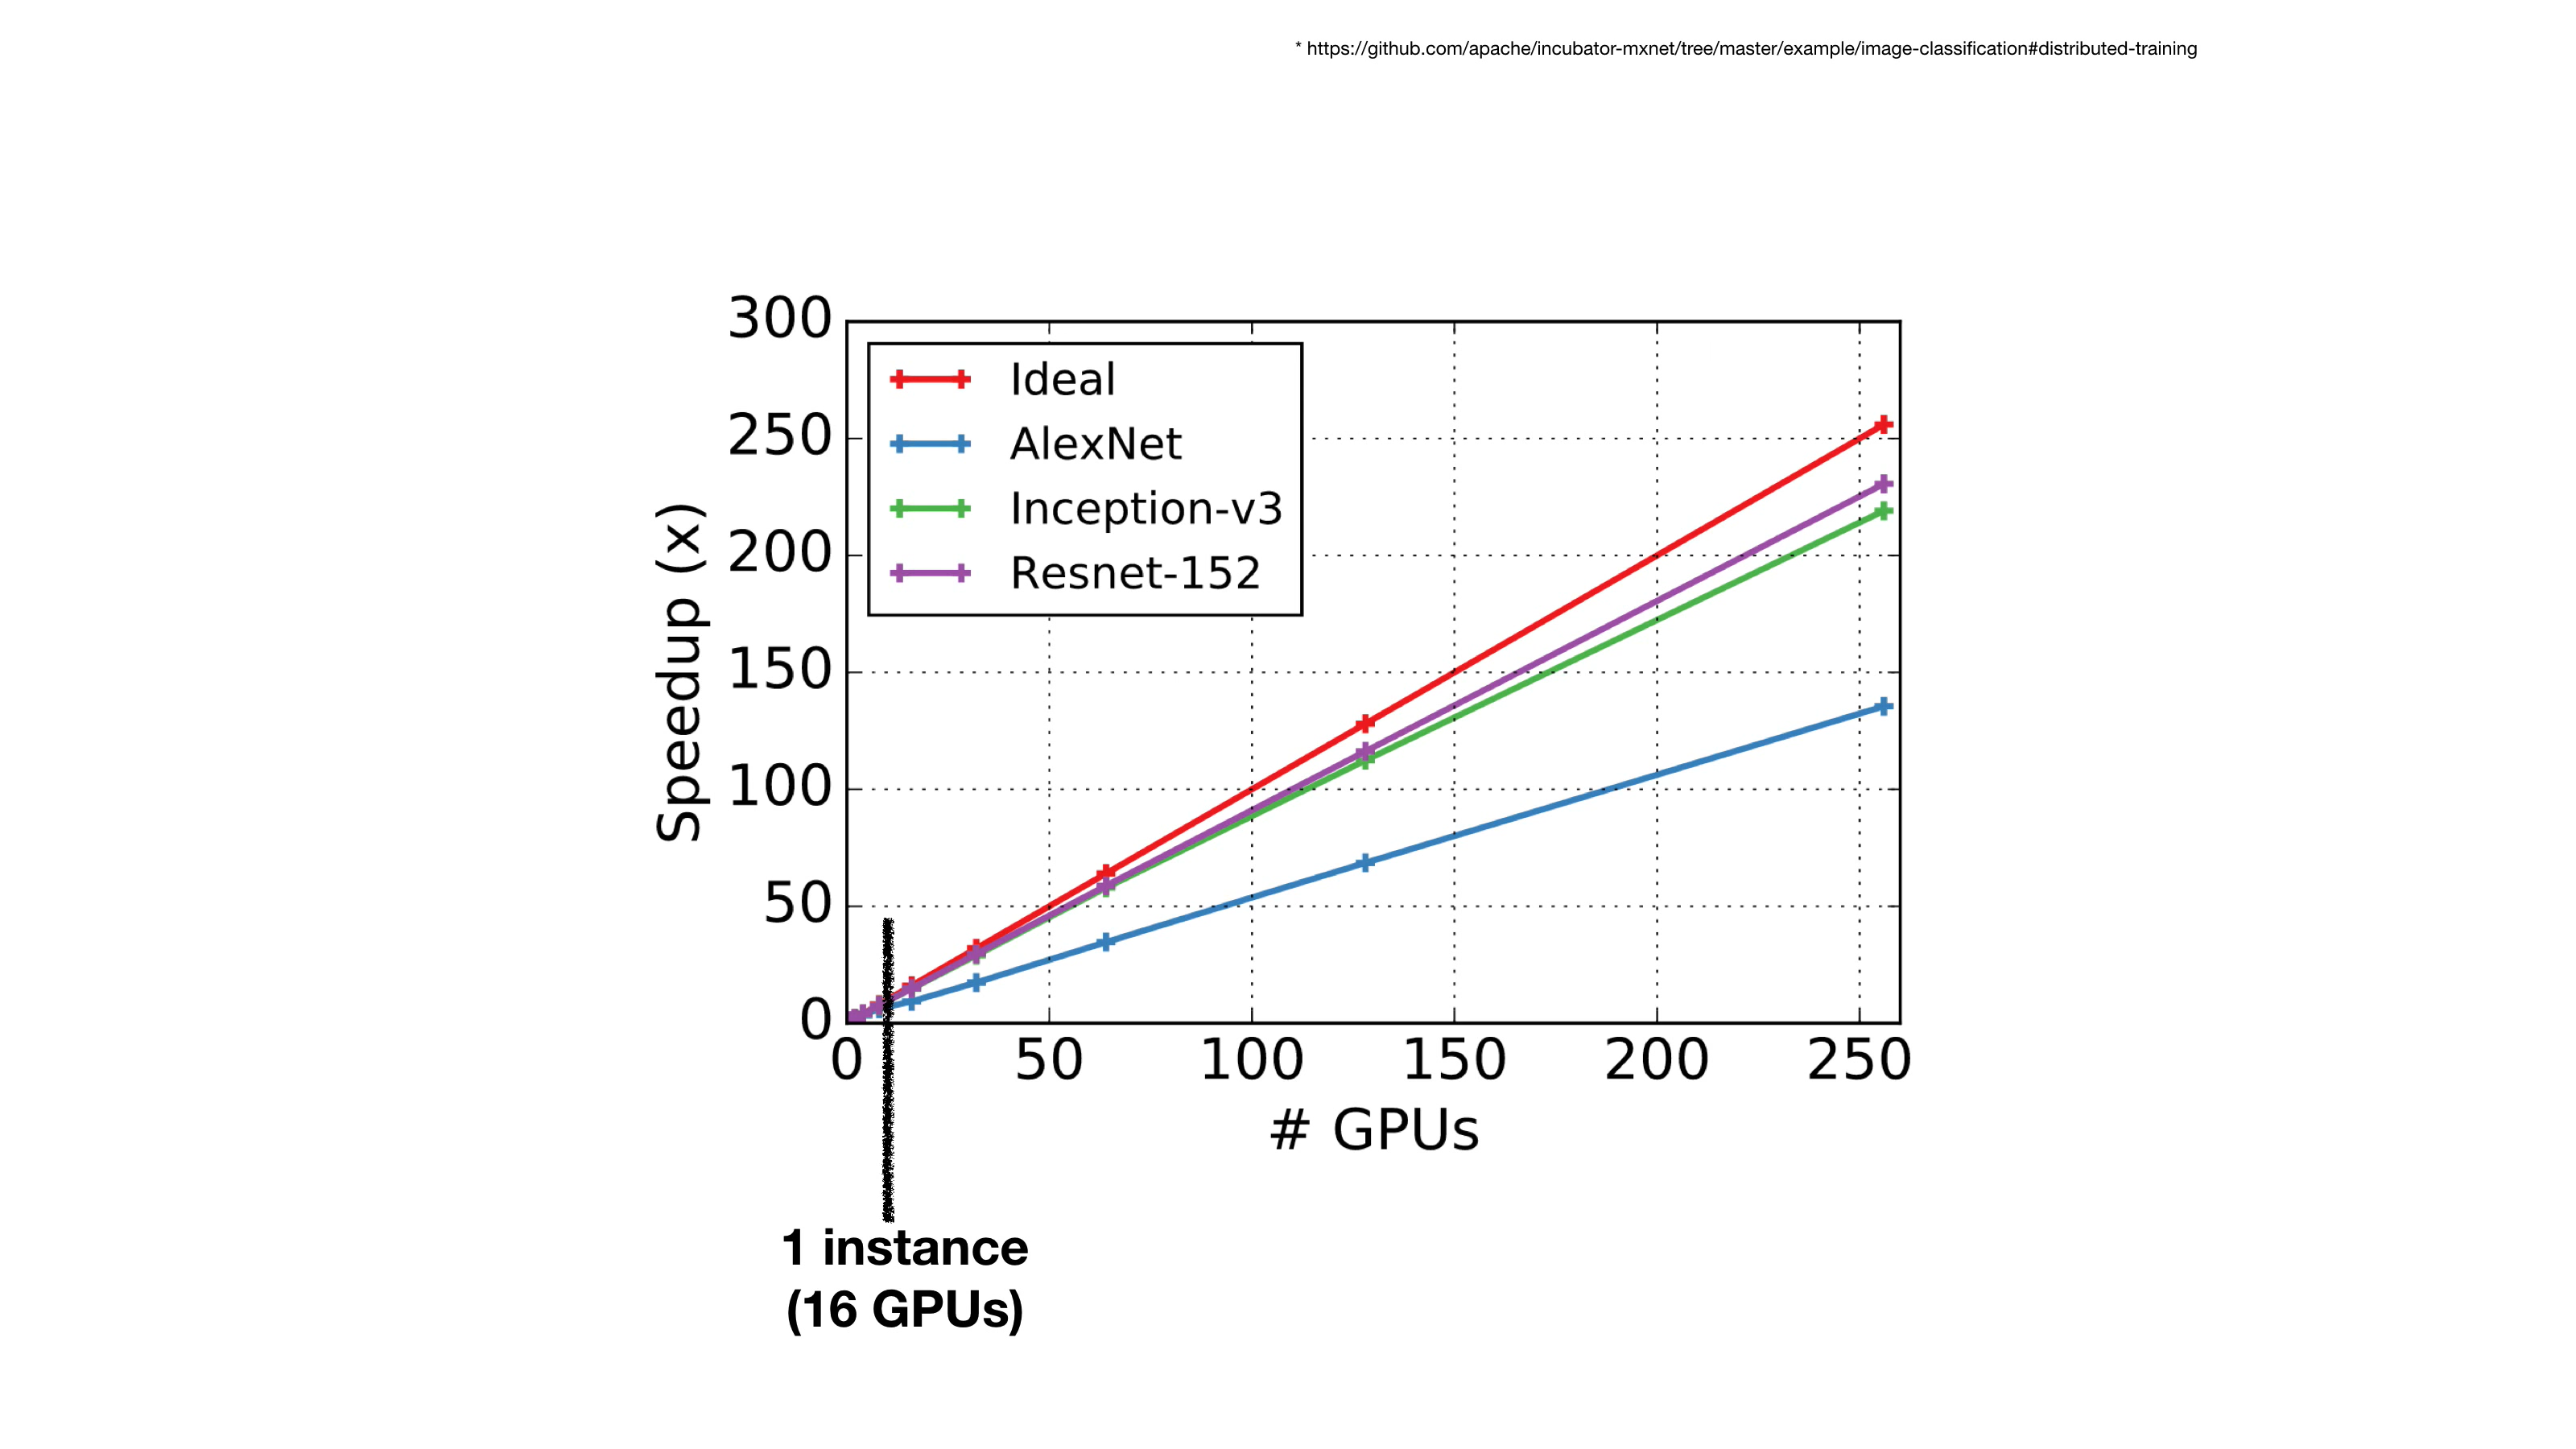 * https://github.com/apache/incubator-mxnet/tree/master/example/image-classification#distributed-training
300
250
200
150
100
50
0
Speedup (x)
Ideal
AlexNet
Inception-v3
Resnet-152
0 50 100 150 200 250
# GPUs
1 instance
(16 GPUs)